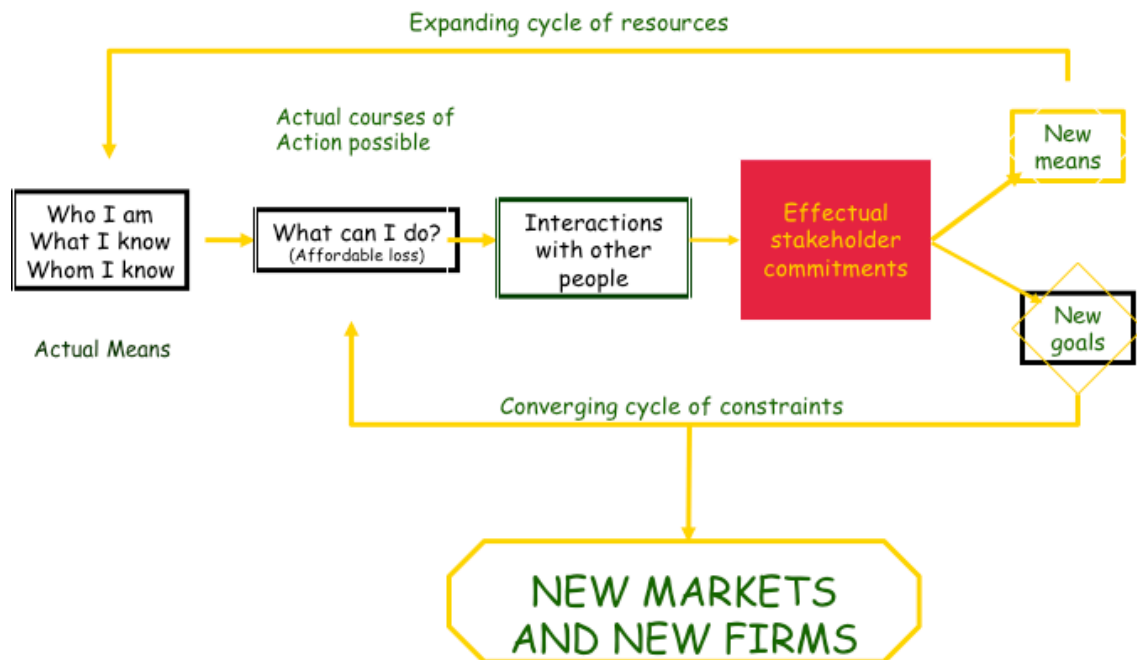 Expanding cycle of resources
Actual courses of
Action possible
New
means
Who I am
What I know
Whom I know
What can I do?
(Affordable loss)
Interactions
with other
people
Effectual
stakeholder
commitments
New
goals
Actual Means
Converging cycle of constraints
NEW MARKETS
AND NEW FIRMS